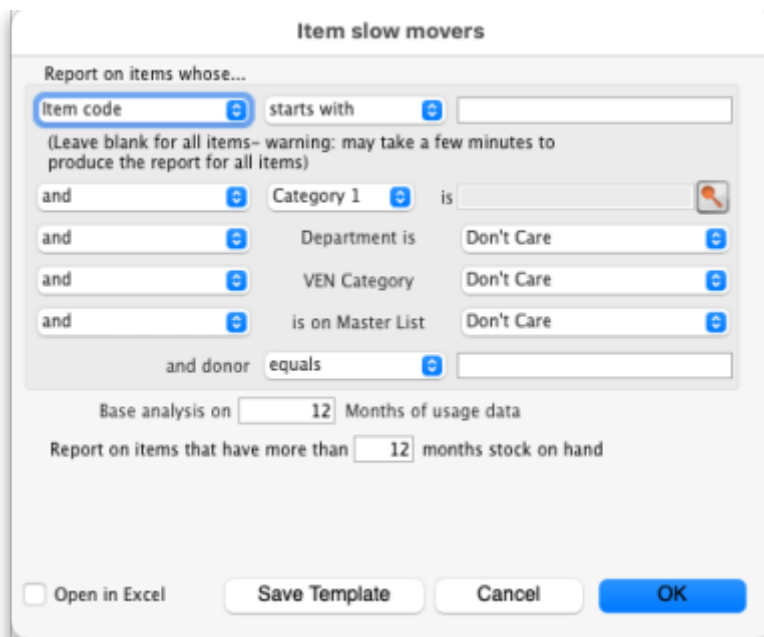 Item slow movers
Report on items whose...
Item code starts with
(Leave blank for all items- warning: may take a few minutes to
produce the report for all items)
and Category 1 is
and Department is Don't Care
and VEN Category Don't Care
and is on Master List Don't Care
and donor equals
Base analysis on 12 Months of usage data
Report on items that have more than 12 months stock on hand
Open in Excel Save Template Cancel OK